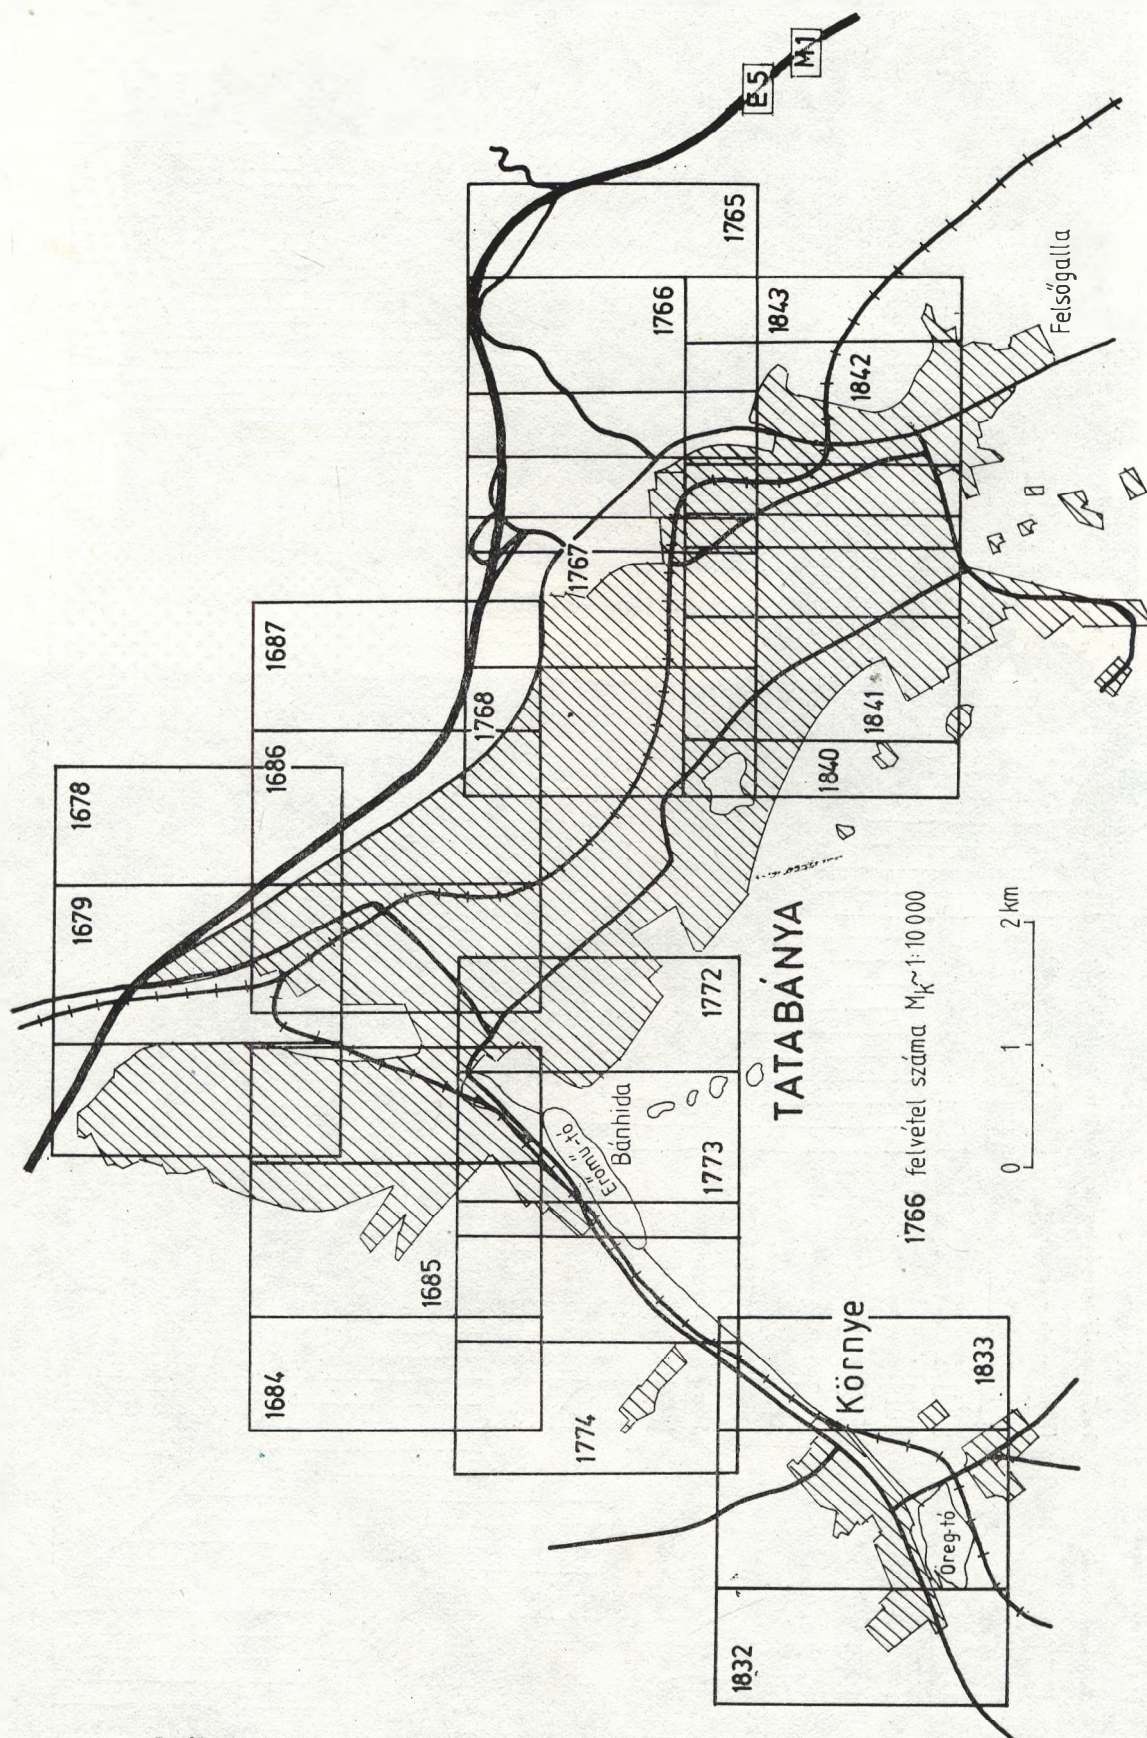 E5
M1
1765
1766
1843
1842
Felsőgalla
1767
1687
1768
1686
1841
1840
1678
1679
TATABÁNYA
1772
Bánhida
Erőmű-tó
1773
1766 felvétel száma Mk~1:10 000
0 1 2 km
1685
1684
1774
Környe
1833
Öreg-tó
1832